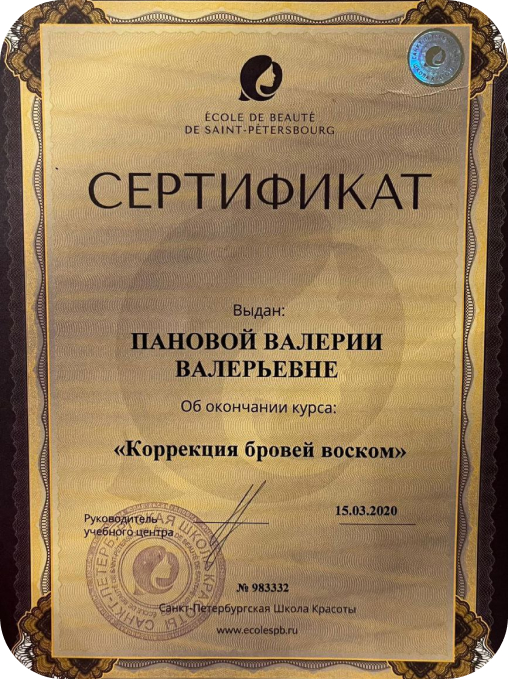 ÉCOLE DE BEAUTÉ
DE SAINT-PÉTERSBOURG
СЕРТИФИКАТ
Выдан:
ПАНОВОЙ ВАЛЕРИИ
ВАЛЕРЬЕВНЕ
Об окончании курса:
«Коррекция бровей воском»
15.03.2020
Руководитель
учебного центра
САНКТ-ПЕТЕРБУРГСКАЯ ШКОЛА КРАСОТЫ
№ 983332
Санкт-Петербургская Школа Красоты
www.ecolespb.ru